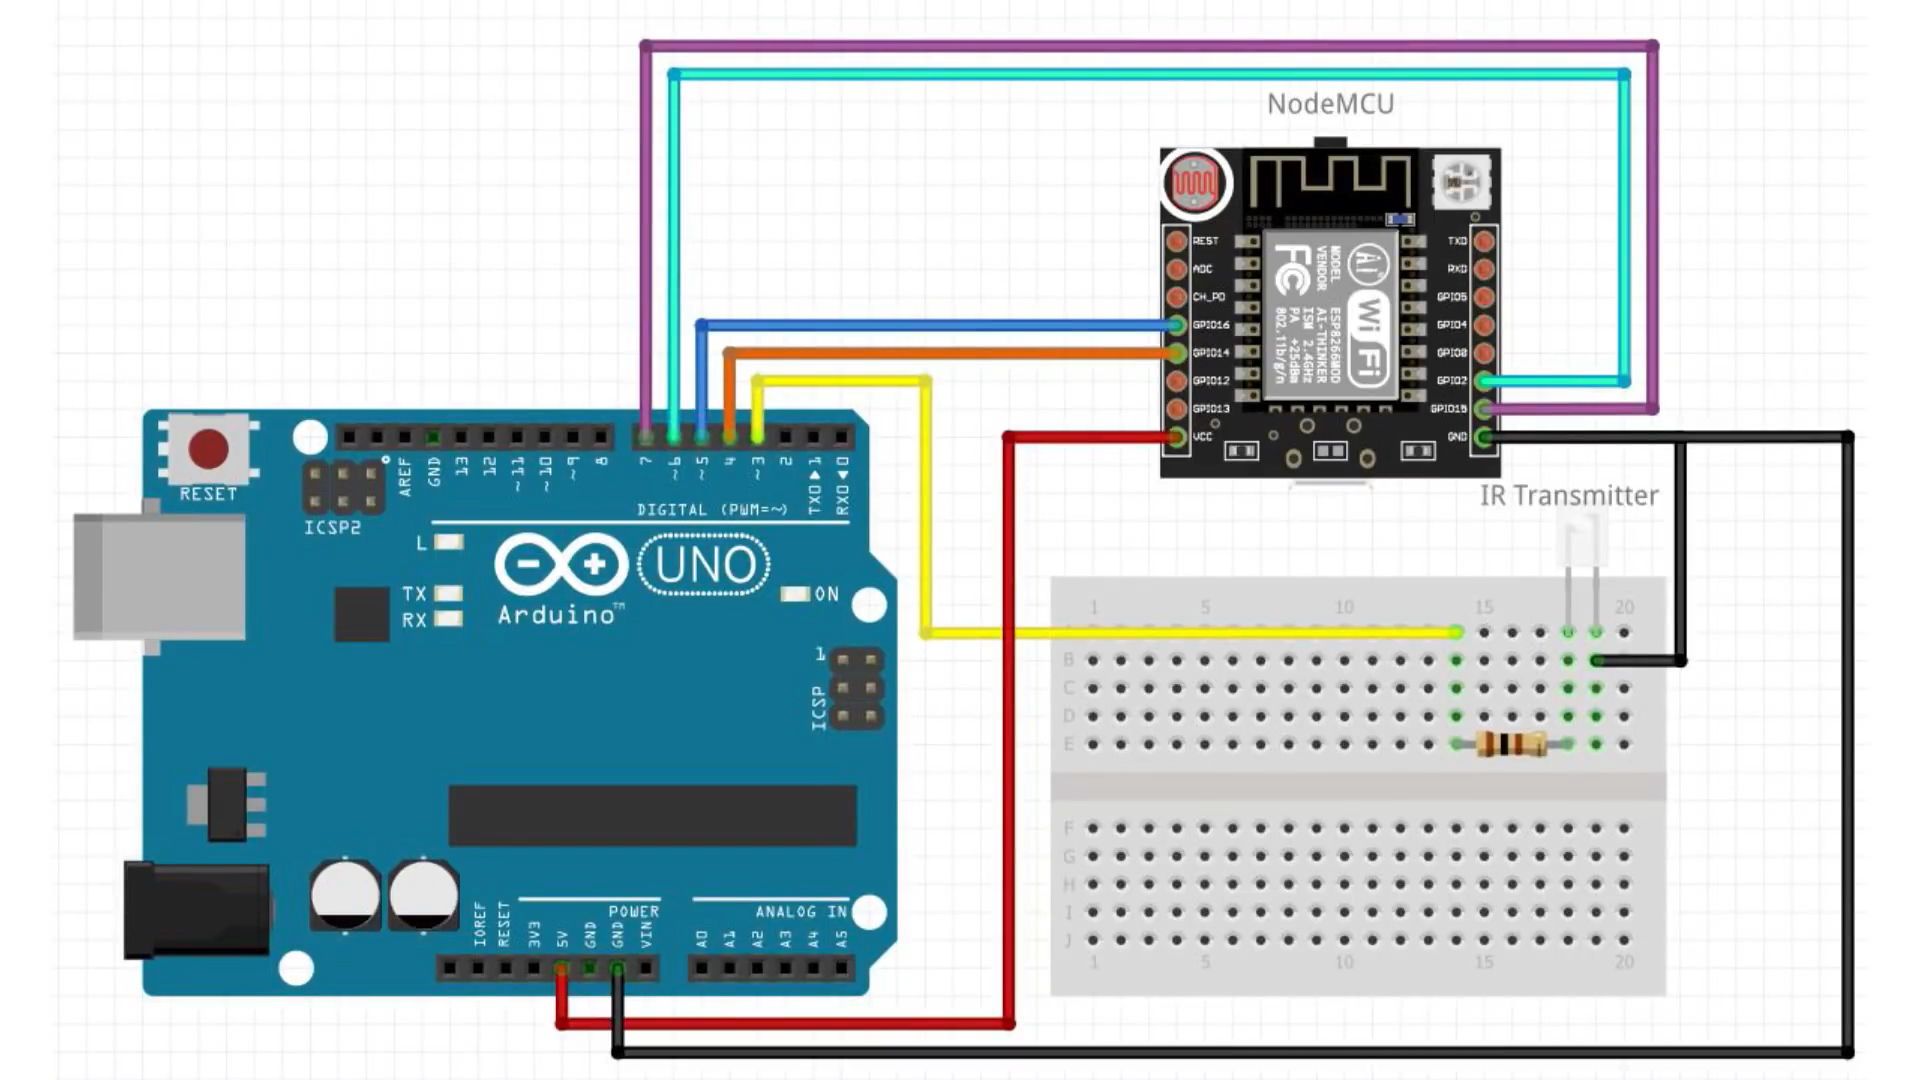 NodeMCU
REST
ADC
CH_PD
GPIO16
GPIO14
GPIO12
GPIO13
VCC
TXD
RXD
GPIO5
GPIO4
GPIO0
GPIO2
GPIO15
GND
FC
MODEL
VENDOR
ESP8266MOD
AI-THINKER
ISM 2.4GHz
PA +25dBm
802.11b/g/n
Ai
WiFi
IR Transmitter
RESET
ICSP2
AREF
GND
13
12
~11
~10
~9
8
7
~6
~5
4
~3
2
TX0▶1
RX0◀0
DIGITAL (PWM=~)
L
TX
RX
UNO
Arduino™
ON
1
ICSP
POWER
ANALOG IN
IOREF
RESET
3V3
5V
GND
GND
VIN
A0
A1
A2
A3
A4
A5
1 5 10 15 20
B
C
D
E
F
G
H
I
J
1 5 10 15 20